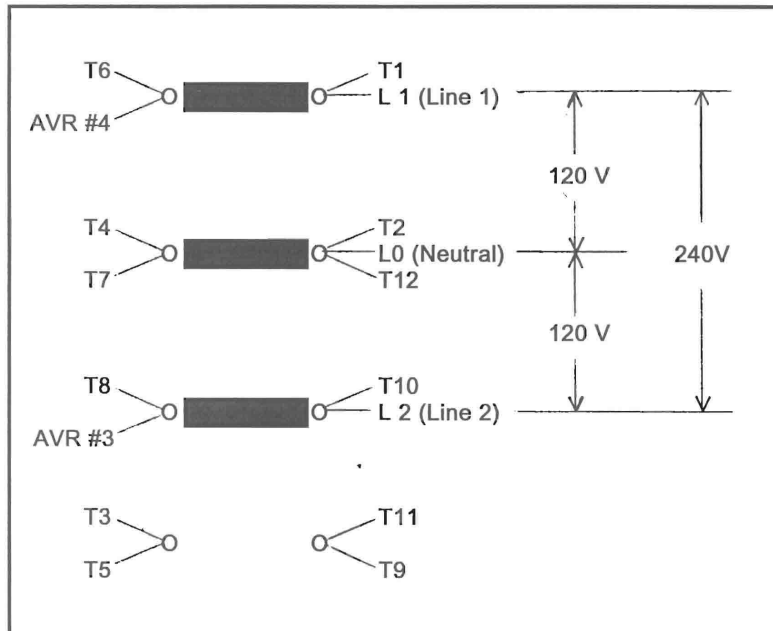 T6
T1
L 1 (Line 1)
AVR #4
120 V
T4
T2
L0 (Neutral)
240V
T7
T12
120 V
T8
T10
L 2 (Line 2)
AVR #3
T3
T11
T5
T9